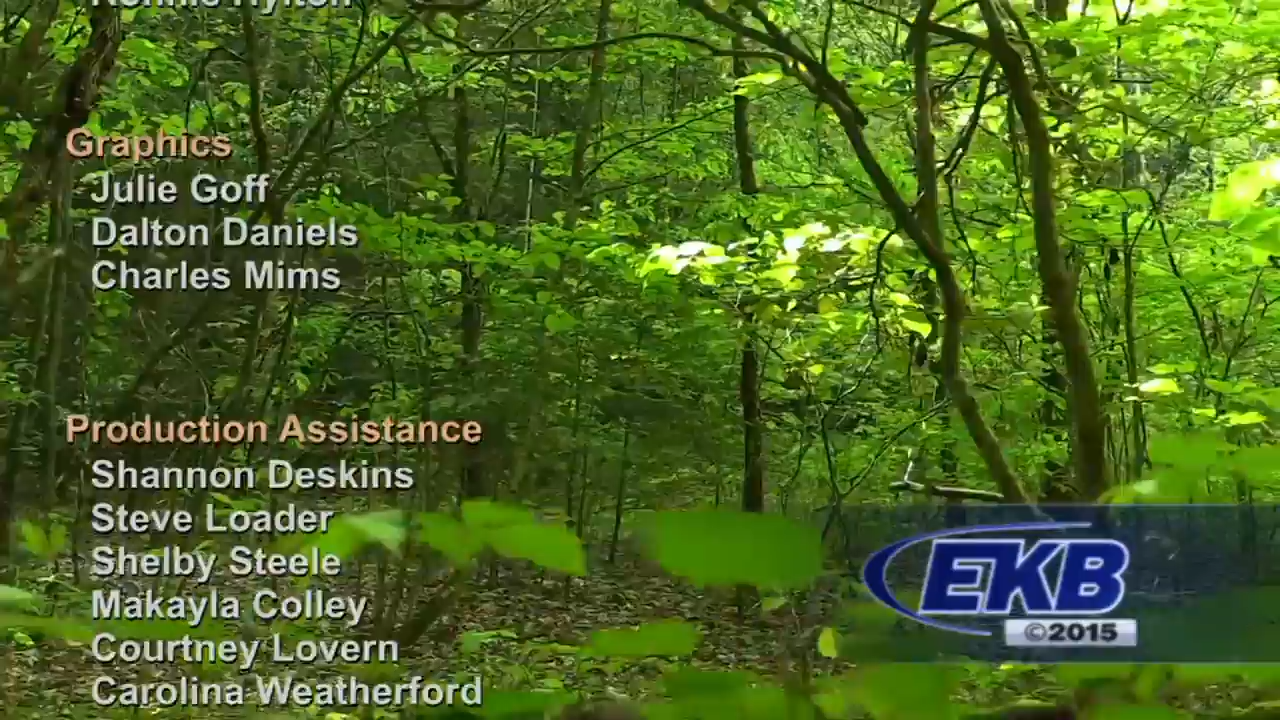 Graphics
Julie Goff
Dalton Daniels
Charles Mims
Production Assistance
Shannon Deskins
Steve Loader
Shelby Steele
Makayla Colley
Courtney Lovern
Carolina Weatherford
EKB
©2015